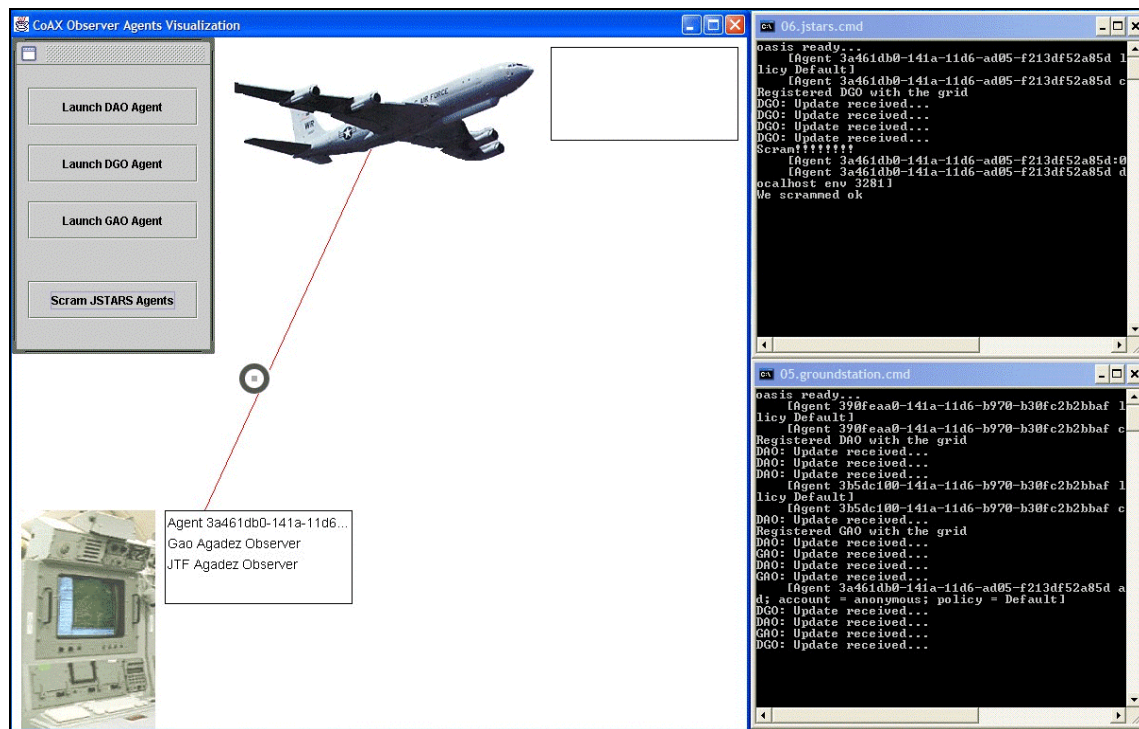 CoAX Observer Agents Visualization
Launch DAO Agent
Launch DGO Agent
Launch GAO Agent
Scram JSTARS Agents
AIR FORCE
WR
Agent 3a461db0-141a-11d6...
Gao Agadez Observer
JTF Agadez Observer
06.jstars.cmd
oasis ready...
[Agent 3a461db0-141a-11d6-ad05-f213df52a85d l
licy Default]
[Agent 3a461db0-141a-11d6-ad05-f213df52a85d c
Registered DGO with the grid
DGO: Update received...
DGO: Update received...
DGO: Update received...
DGO: Update received...
Scram!!!!!!!!
[Agent 3a461db0-141a-11d6-ad05-f213df52a85d:0
[Agent 3a461db0-141a-11d6-ad05-f213df52a85d d
ocalhost env 3281]
We scrammed ok
05.groundstation.cmd
oasis ready...
[Agent 390feaa0-141a-11d6-b970-b30fc2b2bbaf l
licy Default]
[Agent 390feaa0-141a-11d6-b970-b30fc2b2bbaf c
Registered DAO with the grid
DAO: Update received...
DAO: Update received...
DAO: Update received...
[Agent 3b5dc100-141a-11d6-b970-b30fc2b2bbaf l
licy Default]
[Agent 3b5dc100-141a-11d6-b970-b30fc2b2bbaf c
DAO: Update received...
Registered GAO with the grid
DAO: Update received...
GAO: Update received...
DAO: Update received...
GAO: Update received...
[Agent 3a461db0-141a-11d6-ad05-f213df52a85d a
d; account = anonymous; policy = Default]
DGO: Update received...
DAO: Update received...
GAO: Update received...
DGO: Update received...